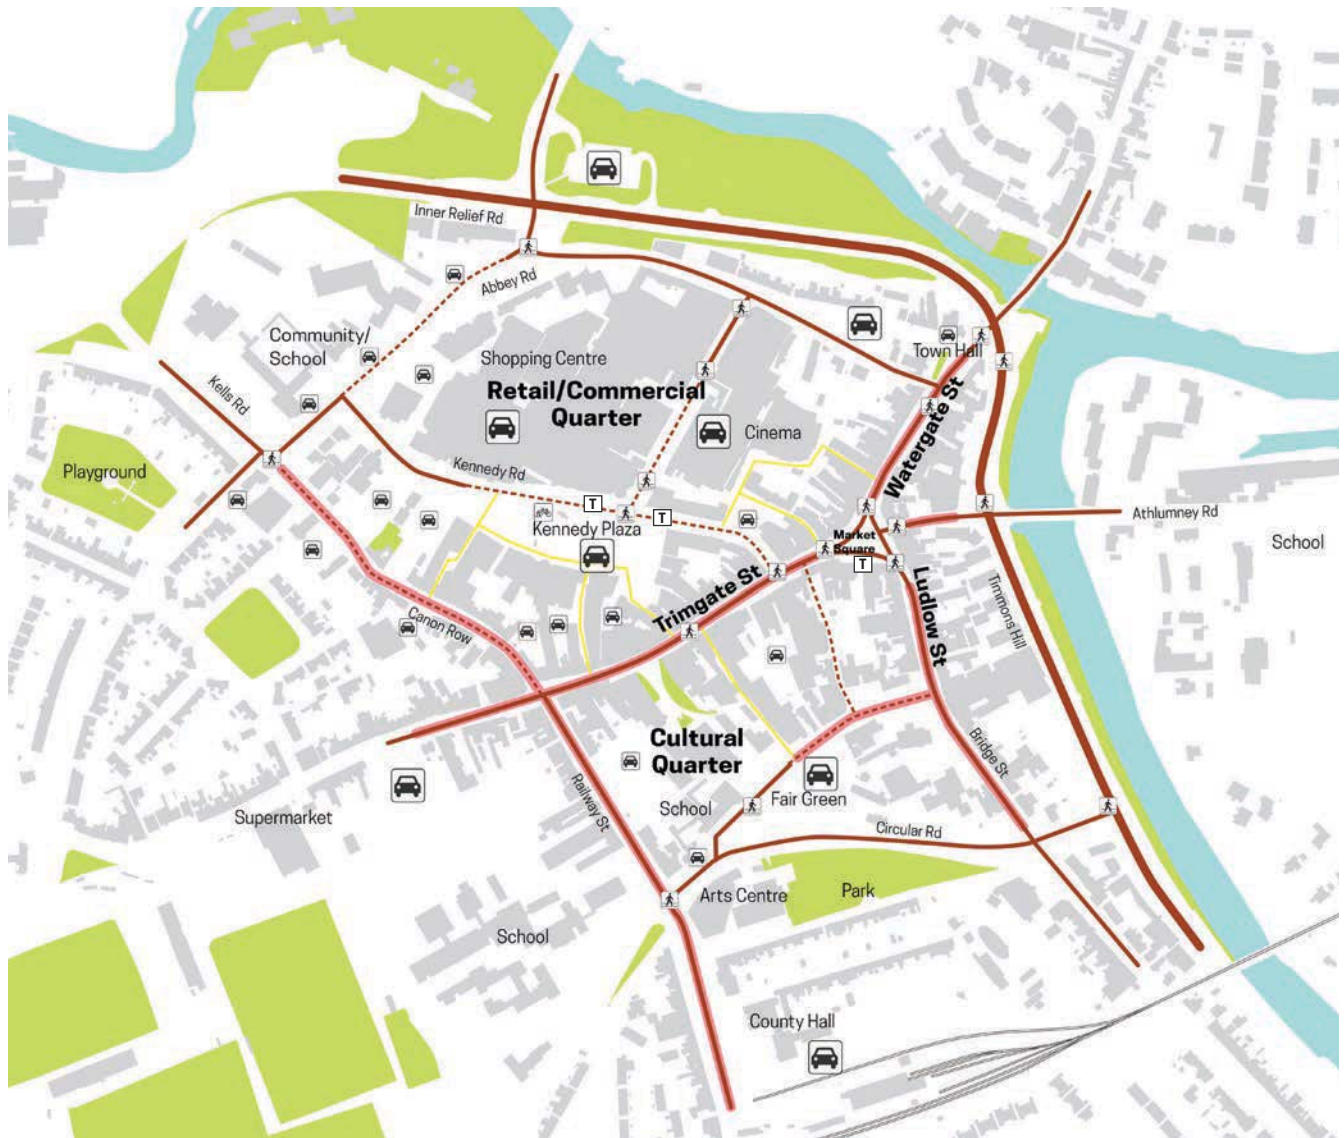 Inner Relief Rd
Abbey Rd
Community/
School
Shopping Centre
Town Hall
Kells Rd
Retail/Commercial
Quarter
Watergate St
Cinema
Playground
Kennedy Rd
T
T
Kennedy Plaza
Athlumney Rd
Market
Square
School
T
Trimgate St
Ludlow St
Timmons Hill
Canon Row
Cultural
Quarter
Bridge St
Railway St
School
Fair Green
Supermarket
Circular Rd
Arts Centre
Park
School
County Hall